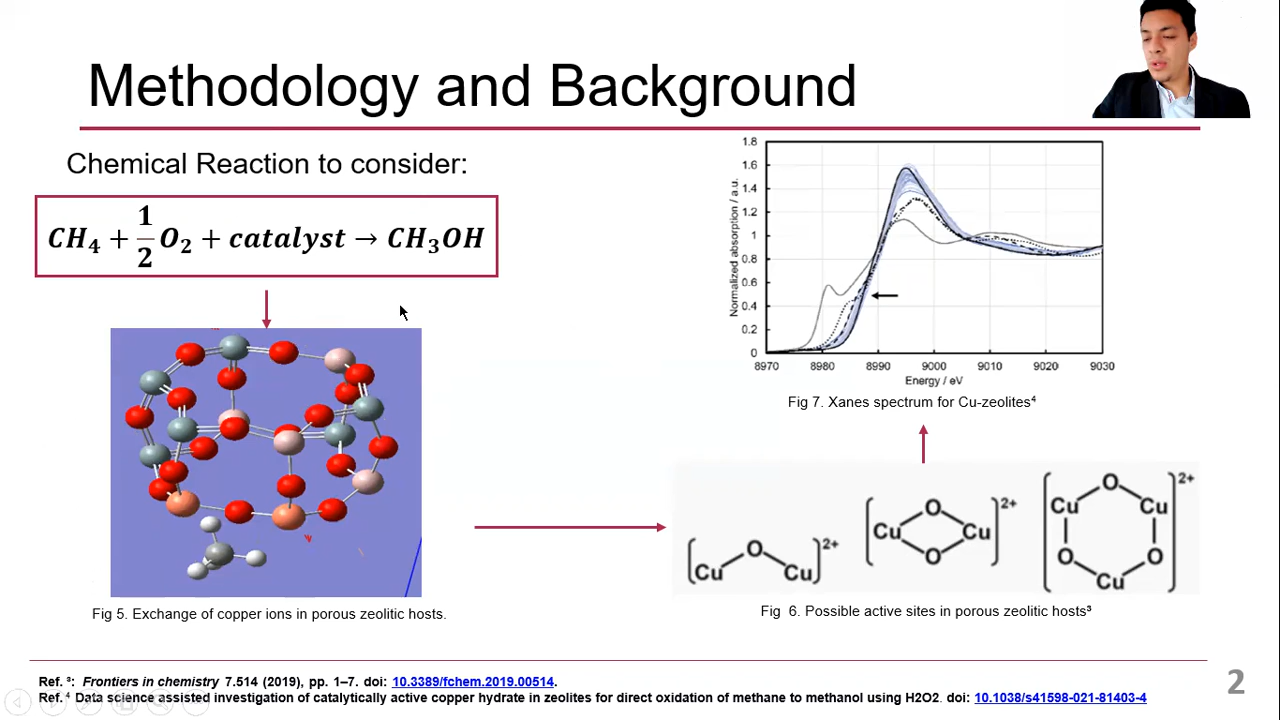 Methodology and Background
Chemical Reaction to consider:
CH₄ + 1/2 O₂ + catalyst → CH₃OH
Fig 5. Exchange of copper ions in porous zeolitic hosts.
1.8
1.6
1.4
1.2
1
0.8
0.6
0.4
0.2
0
Normalized absorption / a.u.
8970 8980 8990 9000 9010 9020 9030
Energy / eV
Fig 7. Xanes spectrum for Cu-zeolites⁴
[Cu O Cu]²⁺
[Cu O O Cu]²⁺
[Cu O Cu O O Cu]²⁺
Fig 6. Possible active sites in porous zeolitic hosts³
Ref. ³: Frontiers in chemistry 7.514 (2019), pp. 1–7. doi: 10.3389/fchem.2019.00514.
Ref. ⁴ Data science assisted investigation of catalytically active copper hydrate in zeolites for direct oxidation of methane to methanol using H2O2. doi: 10.1038/s41598-021-81403-4
2